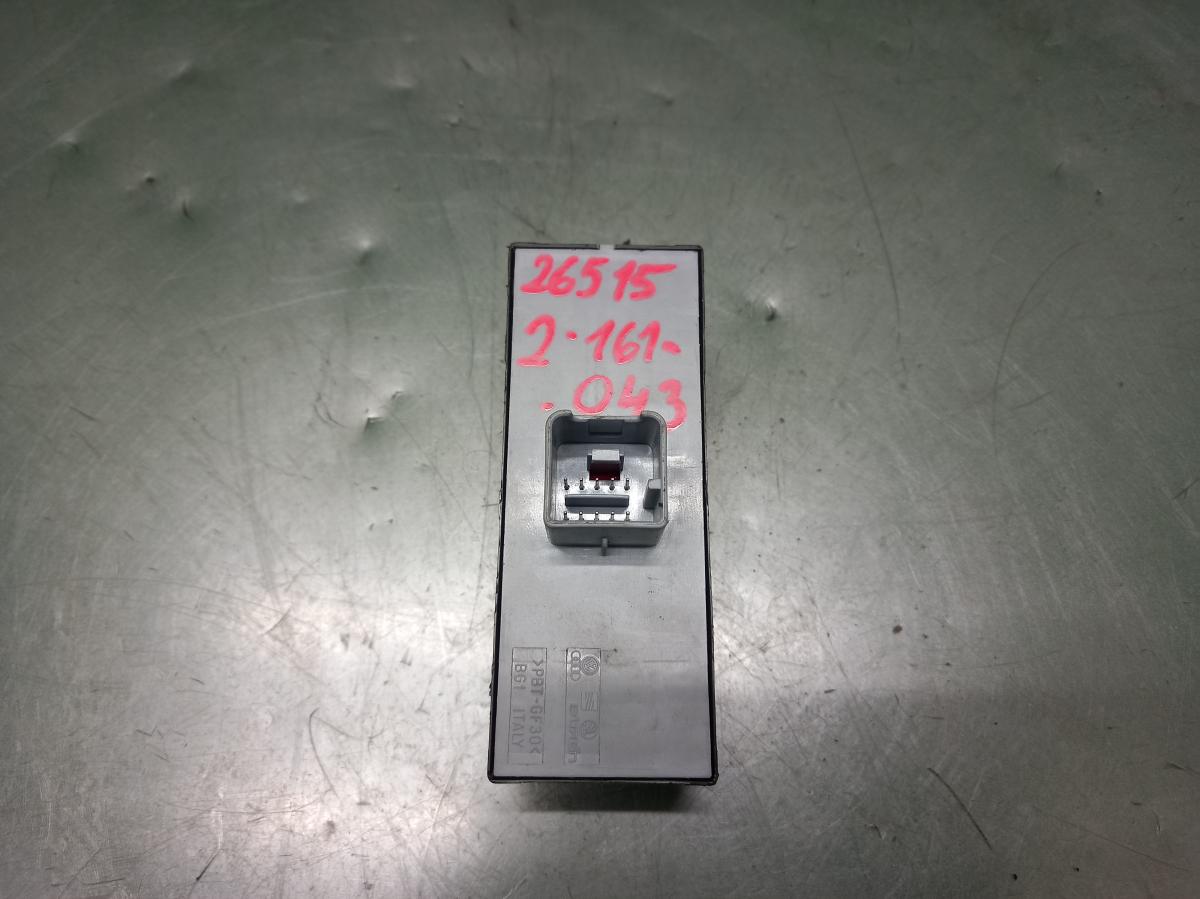 26515
2.161.
.043
>PBT-GF30<
BG1 ITALY